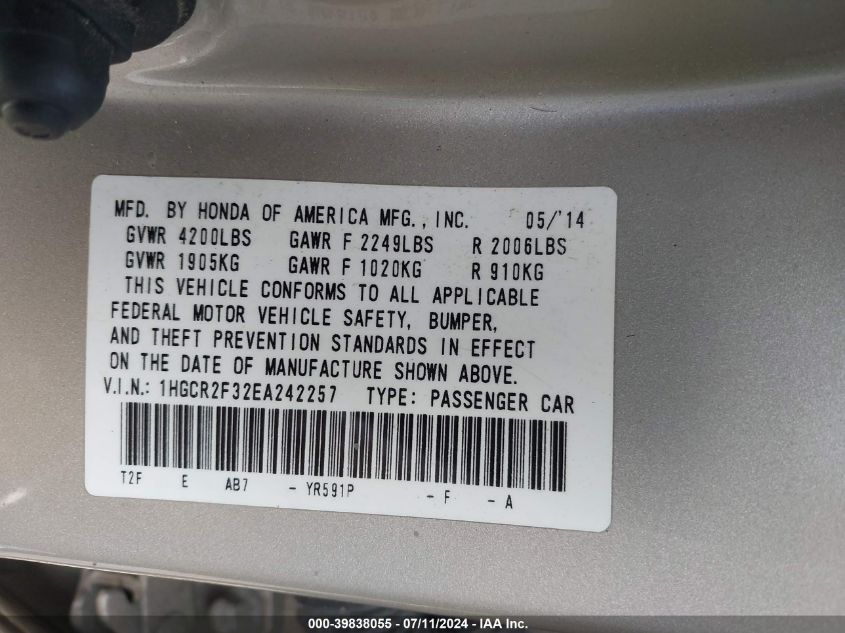 MFD. BY HONDA OF AMERICA MFG., INC. 05/'14
GVWR 4200LBS GAWR F 2249LBS R 2006LBS
GVWR 1905KG GAWR F 1020KG R 910KG
THIS VEHICLE CONFORMS TO ALL APPLICABLE
FEDERAL MOTOR VEHICLE SAFETY, BUMPER,
AND THEFT PREVENTION STANDARDS IN EFFECT
ON THE DATE OF MANUFACTURE SHOWN ABOVE.
V.I.N.: 1HGCR2F32EA242257 TYPE: PASSENGER CAR
T2F E AB7 - YR591P - F - A
000-39838055 - 07/11/2024 - IAA Inc.